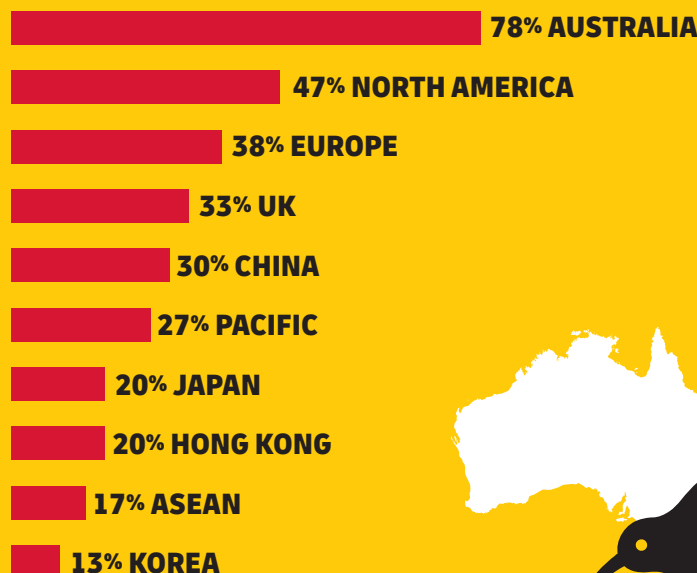 78% AUSTRALIA
47% NORTH AMERICA
38% EUROPE
33% UK
30% CHINA
27% PACIFIC
20% JAPAN
20% HONG KONG
17% ASEAN
13% KOREA